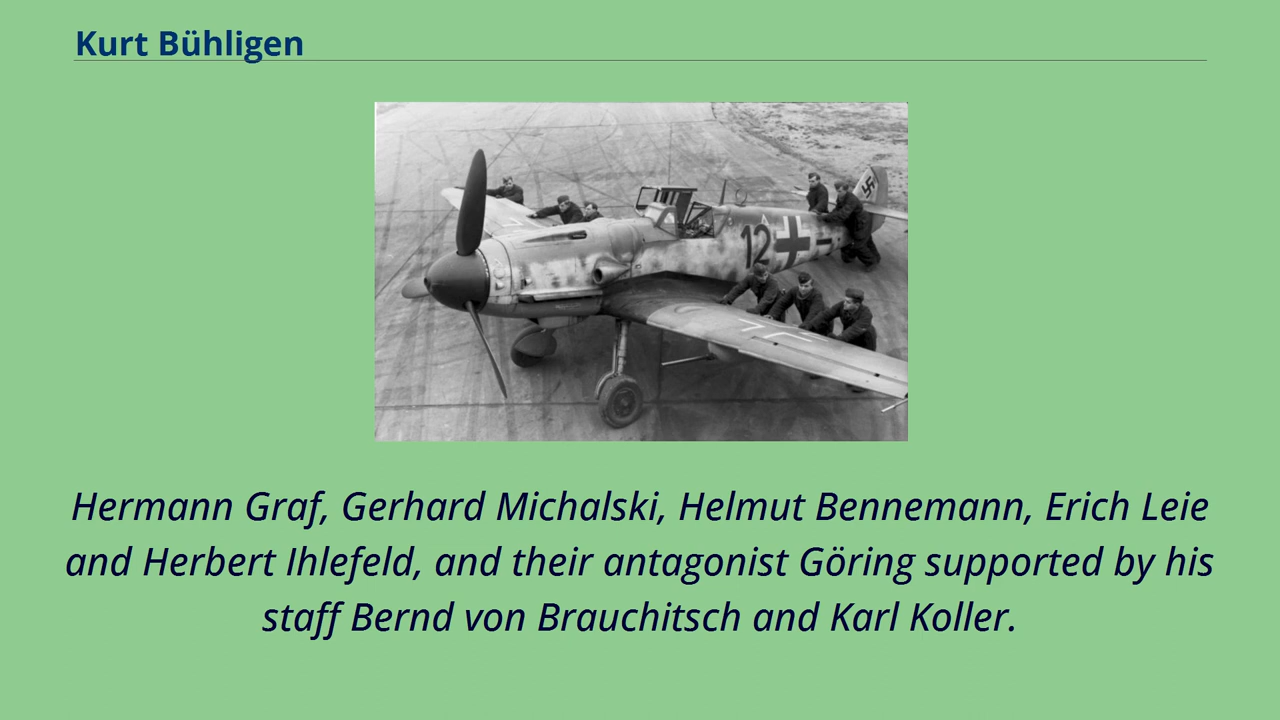 Kurt Bühligen
12
Hermann Graf, Gerhard Michalski, Helmut Bennemann, Erich Leie
and Herbert Ihlefeld, and their antagonist Göring supported by his
staff Bernd von Brauchitsch and Karl Koller.